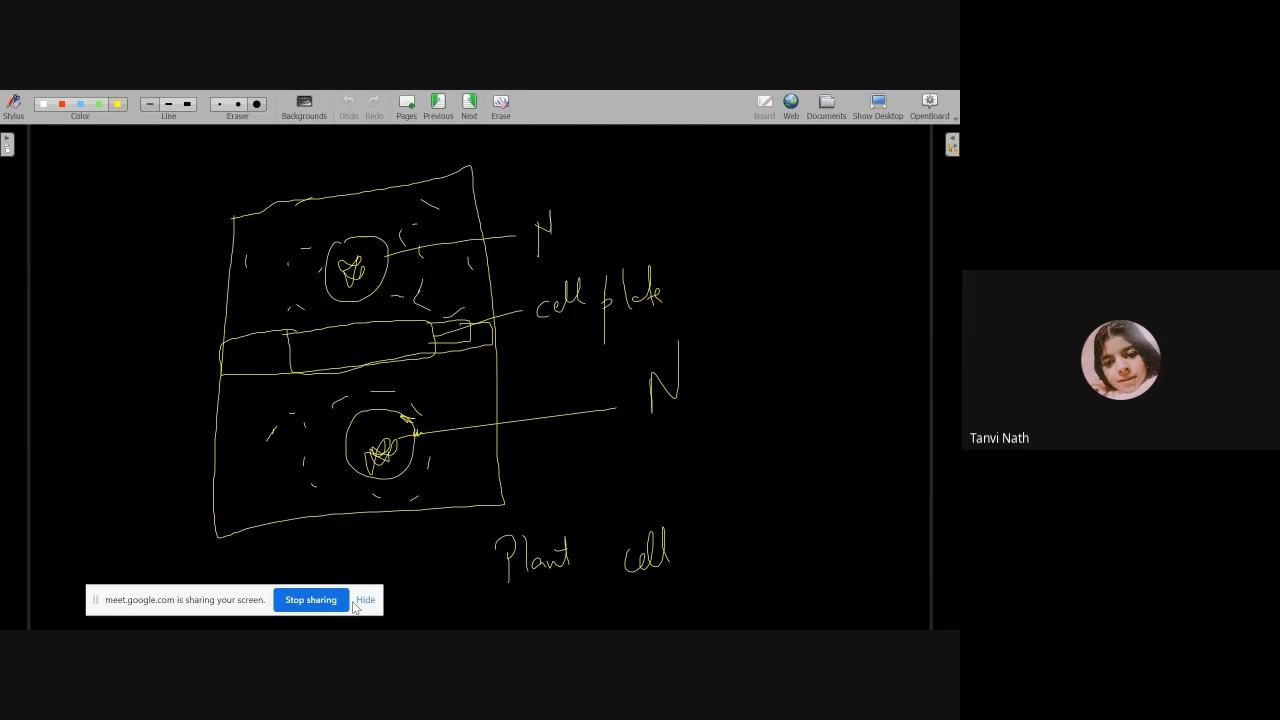 Stylus
Color
Line
Eraser
Backgrounds
Undo
Redo
Pages
Previous
Next
Erase
Board
Web
Documents
Show Desktop
OpenBoard
N
cell plate
N
Plant cell
meet.google.com is sharing your screen.
Stop sharing
Hide
Tanvi Nath